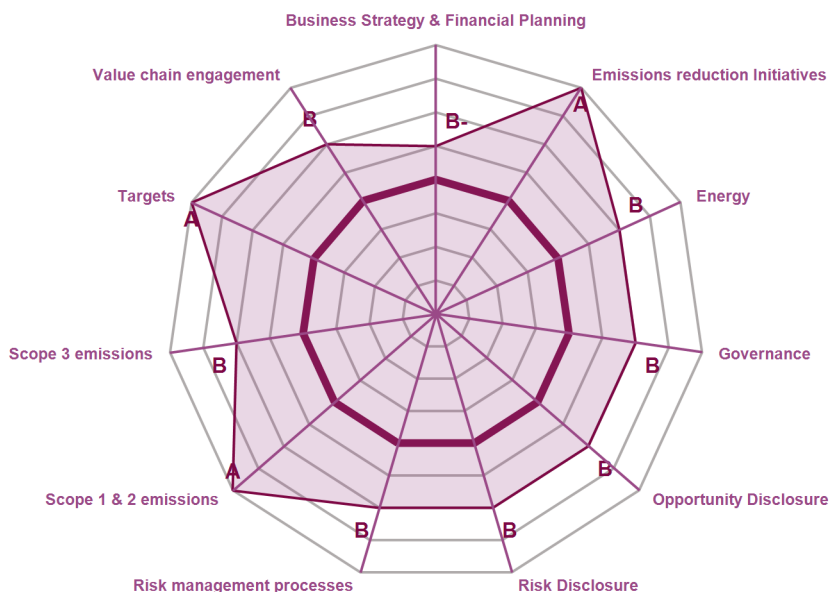 Business Strategy & Financial Planning
Value chain engagement
Emissions reduction Initiatives
A
B
B-
Targets
Energy
A
B
Scope 3 emissions
Governance
B
B
Scope 1 & 2 emissions
Opportunity Disclosure
A
B
B
B
Risk management processes
Risk Disclosure